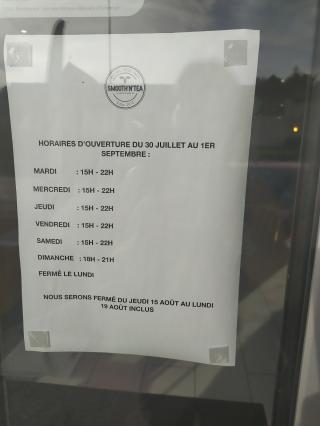 SMOOTH'N'TEA
HORAIRES D'OUVERTURE DU 30 JUILLET AU 1ER
SEPTEMBRE :
MARDI : 15H - 22H
MERCREDI : 15H - 22H
JEUDI : 15H - 22H
VENDREDI : 15H - 22H
SAMEDI : 15H - 22H
DIMANCHE : 18H - 21H
FERMÉ LE LUNDI
NOUS SERONS FERMÉ DU JEUDI 15 AOÛT AU LUNDI
19 AOÛT INCLUS